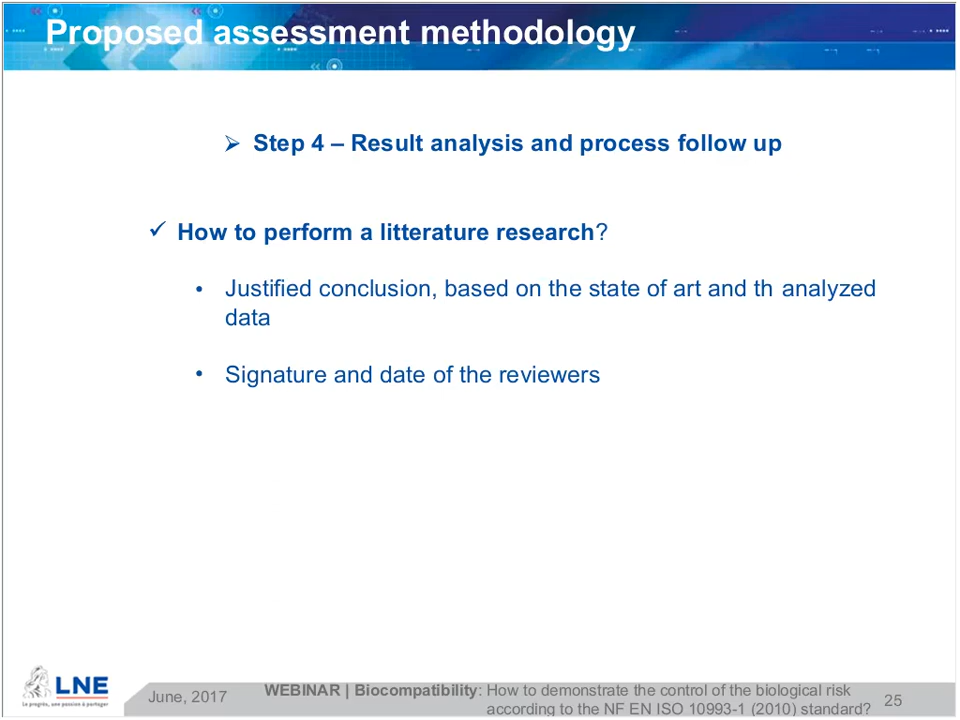 Proposed assessment methodology
➢ Step 4 – Result analysis and process follow up
✓ How to perform a litterature research?
• Justified conclusion, based on the state of art and th analyzed
data
• Signature and date of the reviewers
LNE
Le progrès, une passion à partager
June, 2017
WEBINAR | Biocompatibility: How to demonstrate the control of the biological risk
according to the NF EN ISO 10993-1 (2010) standard?
25